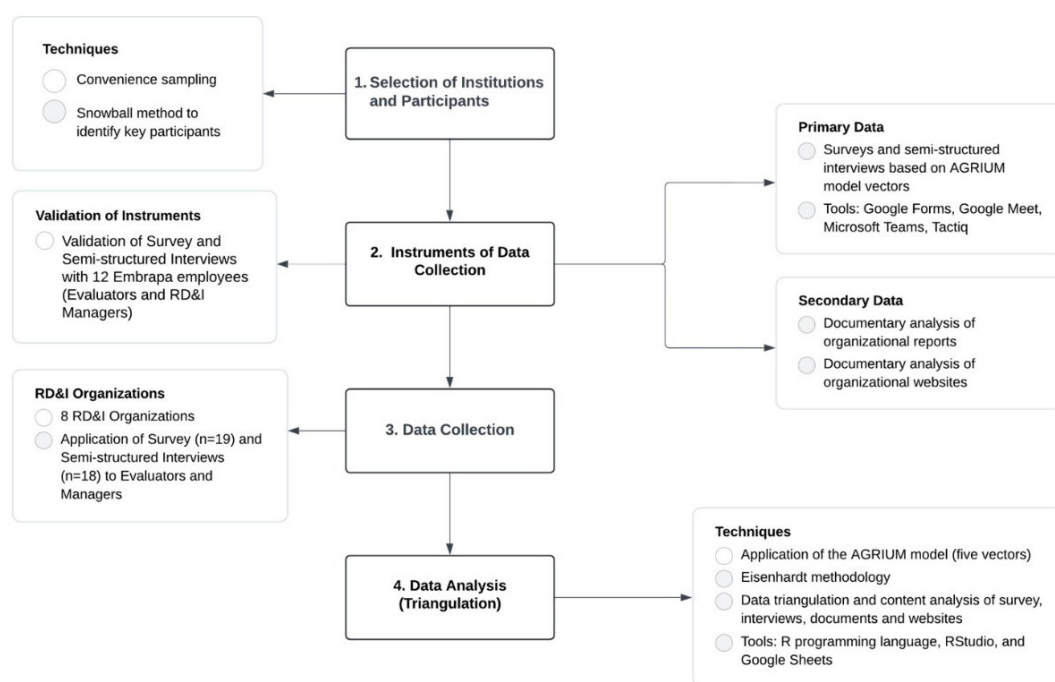 Techniques
Convenience sampling
Snowball method to
identify key participants
1. Selection of Institutions
and Participants
Primary Data
Surveys and semi-structured
interviews based on AGRIUM
model vectors
Tools: Google Forms, Google Meet,
Microsoft Teams, Tactiq
Validation of Instruments
Validation of Survey and
Semi-structured Interviews
with 12 Embrapa employees
(Evaluators and RD&I
Managers)
2. Instruments of Data
Collection
Secondary Data
Documentary analysis of
organizational reports
Documentary analysis of
organizational websites
RD&I Organizations
8 RD&I Organizations
Application of Survey (n=19) and
Semi-structured Interviews
(n=18) to Evaluators and
Managers
3. Data Collection
4. Data Analysis
(Triangulation)
Techniques
Application of the AGRIUM model (five vectors)
Eisenhardt methodology
Data triangulation and content analysis of survey,
interviews, documents and websites
Tools: R programming language, RStudio, and
Google Sheets